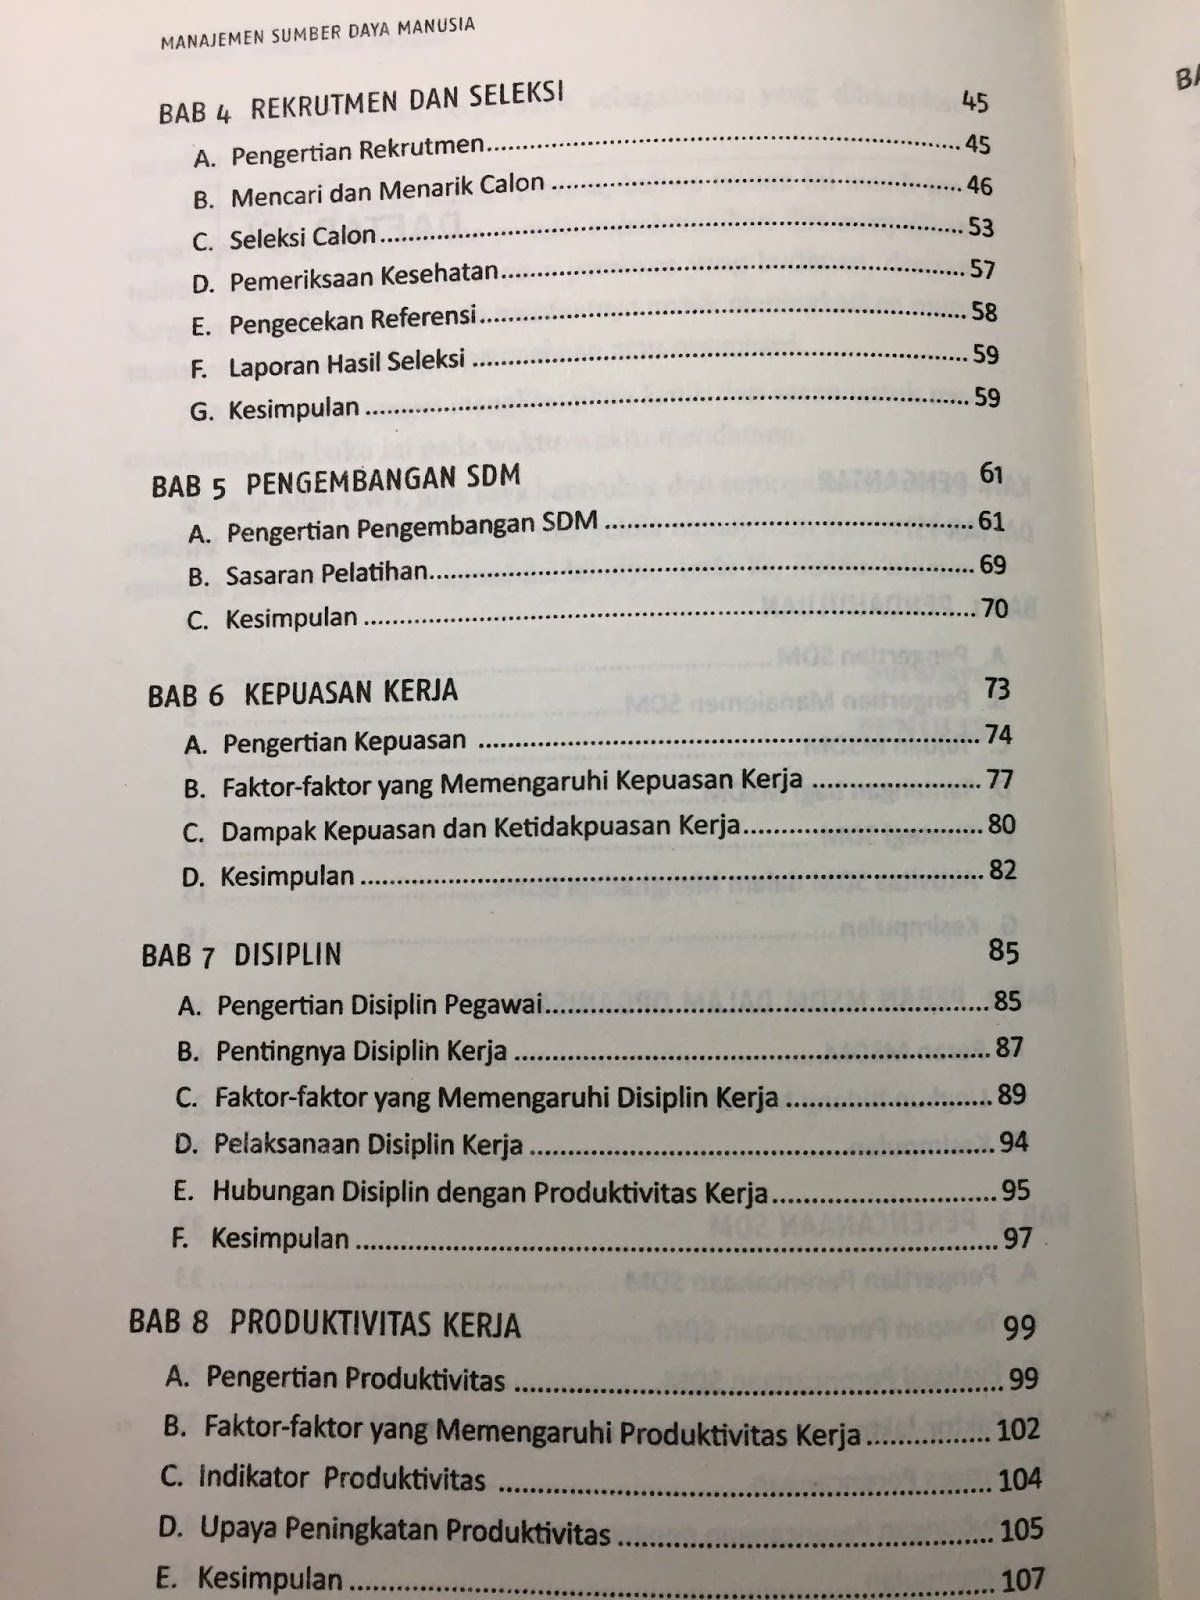 MANAJEMEN SUMBER DAYA MANUSIA
BA
BAB 4 REKRUTMEN DAN SELEKSI 45
A. Pengertian Rekrutmen 45
B. Mencari dan Menarik Calon 46
C. Seleksi Calon 53
D. Pemeriksaan Kesehatan 57
E. Pengecekan Referensi 58
F. Laporan Hasil Seleksi 59
G. Kesimpulan 59
BAB 5 PENGEMBANGAN SDM 61
A. Pengertian Pengembangan SDM 61
B. Sasaran Pelatihan 69
C. Kesimpulan 70
BAB 6 KEPUASAN KERJA 73
A. Pengertian Kepuasan 74
B. Faktor-faktor yang Memengaruhi Kepuasan Kerja 77
C. Dampak Kepuasan dan Ketidakpuasan Kerja 80
D. Kesimpulan 82
BAB 7 DISIPLIN 85
A. Pengertian Disiplin Pegawai 85
B. Pentingnya Disiplin Kerja 87
C. Faktor-faktor yang Memengaruhi Disiplin Kerja 89
D. Pelaksanaan Disiplin Kerja 94
E. Hubungan Disiplin dengan Produktivitas Kerja 95
F. Kesimpulan 97
BAB 8 PRODUKTIVITAS KERJA 99
A. Pengertian Produktivitas 99
B. Faktor-faktor yang Memengaruhi Produktivitas Kerja 102
C. Indikator Produktivitas 104
D. Upaya Peningkatan Produktivitas 105
E. Kesimpulan 107